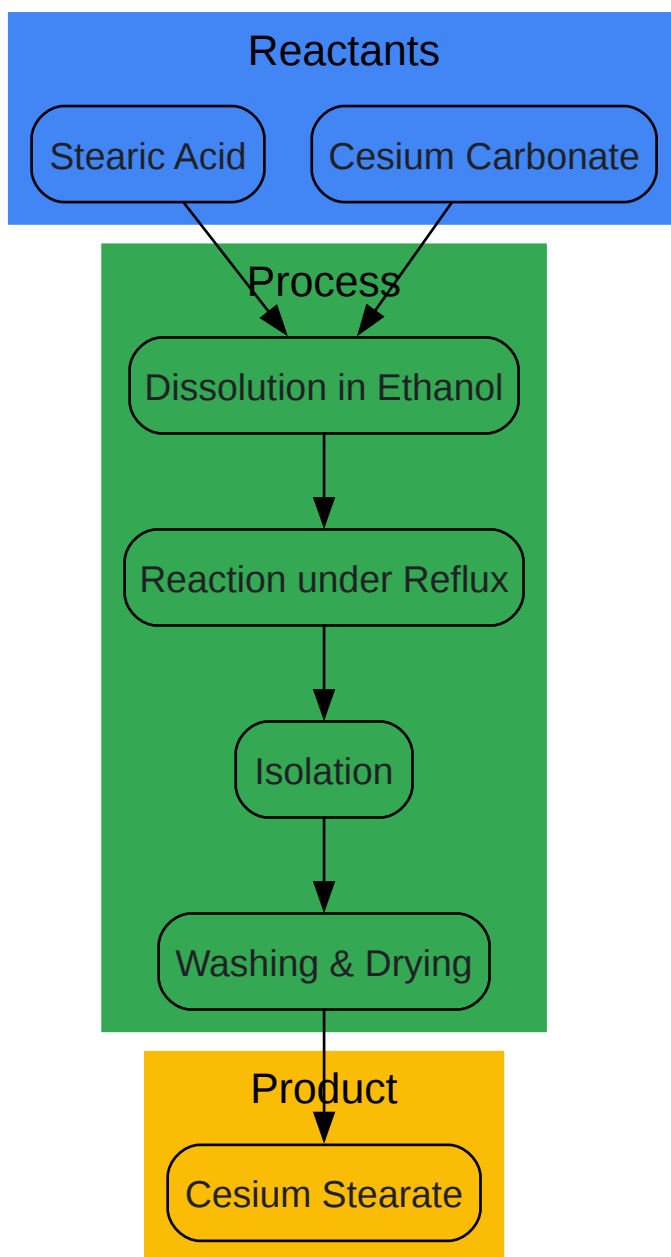 Reactants
Stearic Acid
Cesium Carbonate
Process
Dissolution in Ethanol
Reaction under Reflux
Isolation
Washing & Drying
Product
Cesium Stearate